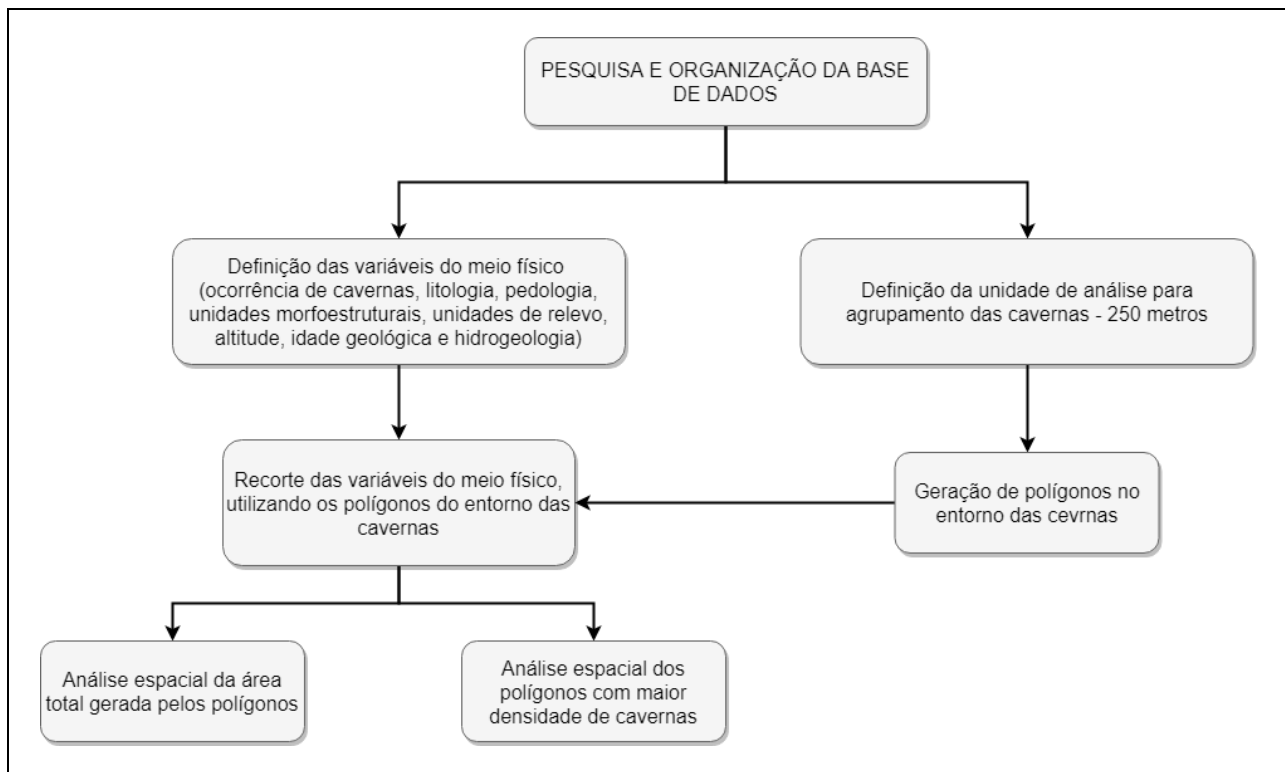 PESQUISA E ORGANIZAÇÃO DA BASE
DE DADOS
Definição das variáveis do meio físico
(ocorrência de cavernas, litologia, pedologia,
unidades morfoestruturais, unidades de relevo,
altitude, idade geológica e hidrogeologia)
Definição da unidade de análise para
agrupamento das cavernas - 250 metros
Recorte das variáveis do meio físico,
utilizando os polígonos do entorno das
cavernas
Geração de polígonos no
entorno das cevrnas
Análise espacial da área
total gerada pelos polígonos
Análise espacial dos
polígonos com maior
densidade de cavernas